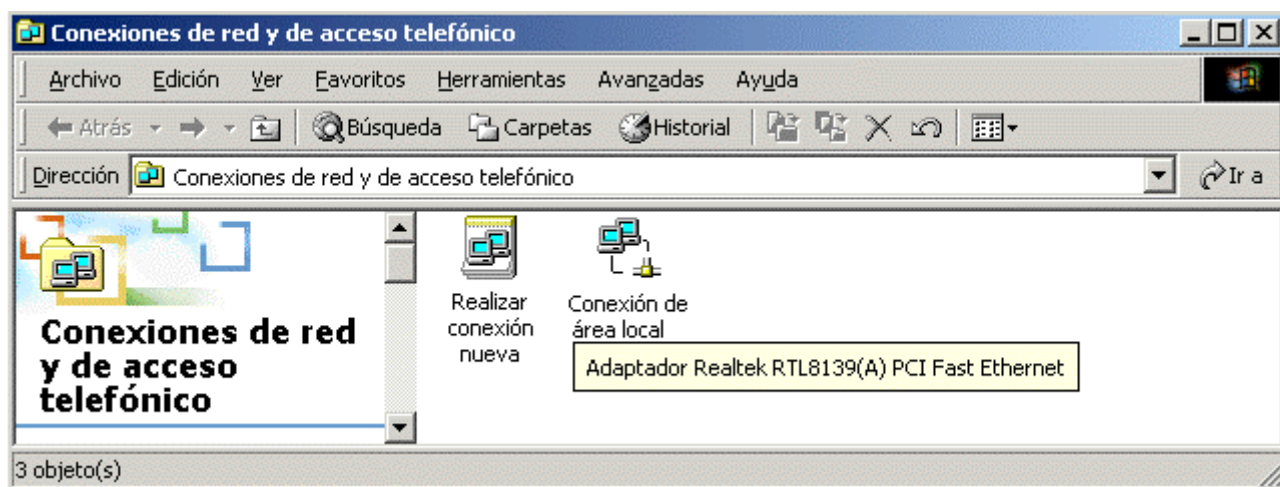 Conexiones de red y de acceso telefónico
Archivo Edición Ver Favoritos Herramientas Avanzadas Ayuda
Atrás Búsqueda Carpetas Historial
Dirección Conexiones de red y de acceso telefónico Ir a
Conexiones de red
y de acceso
telefónico
Realizar
conexión
nueva
Conexión de
área local
Adaptador Realtek RTL8139(A) PCI Fast Ethernet
3 objeto(s)